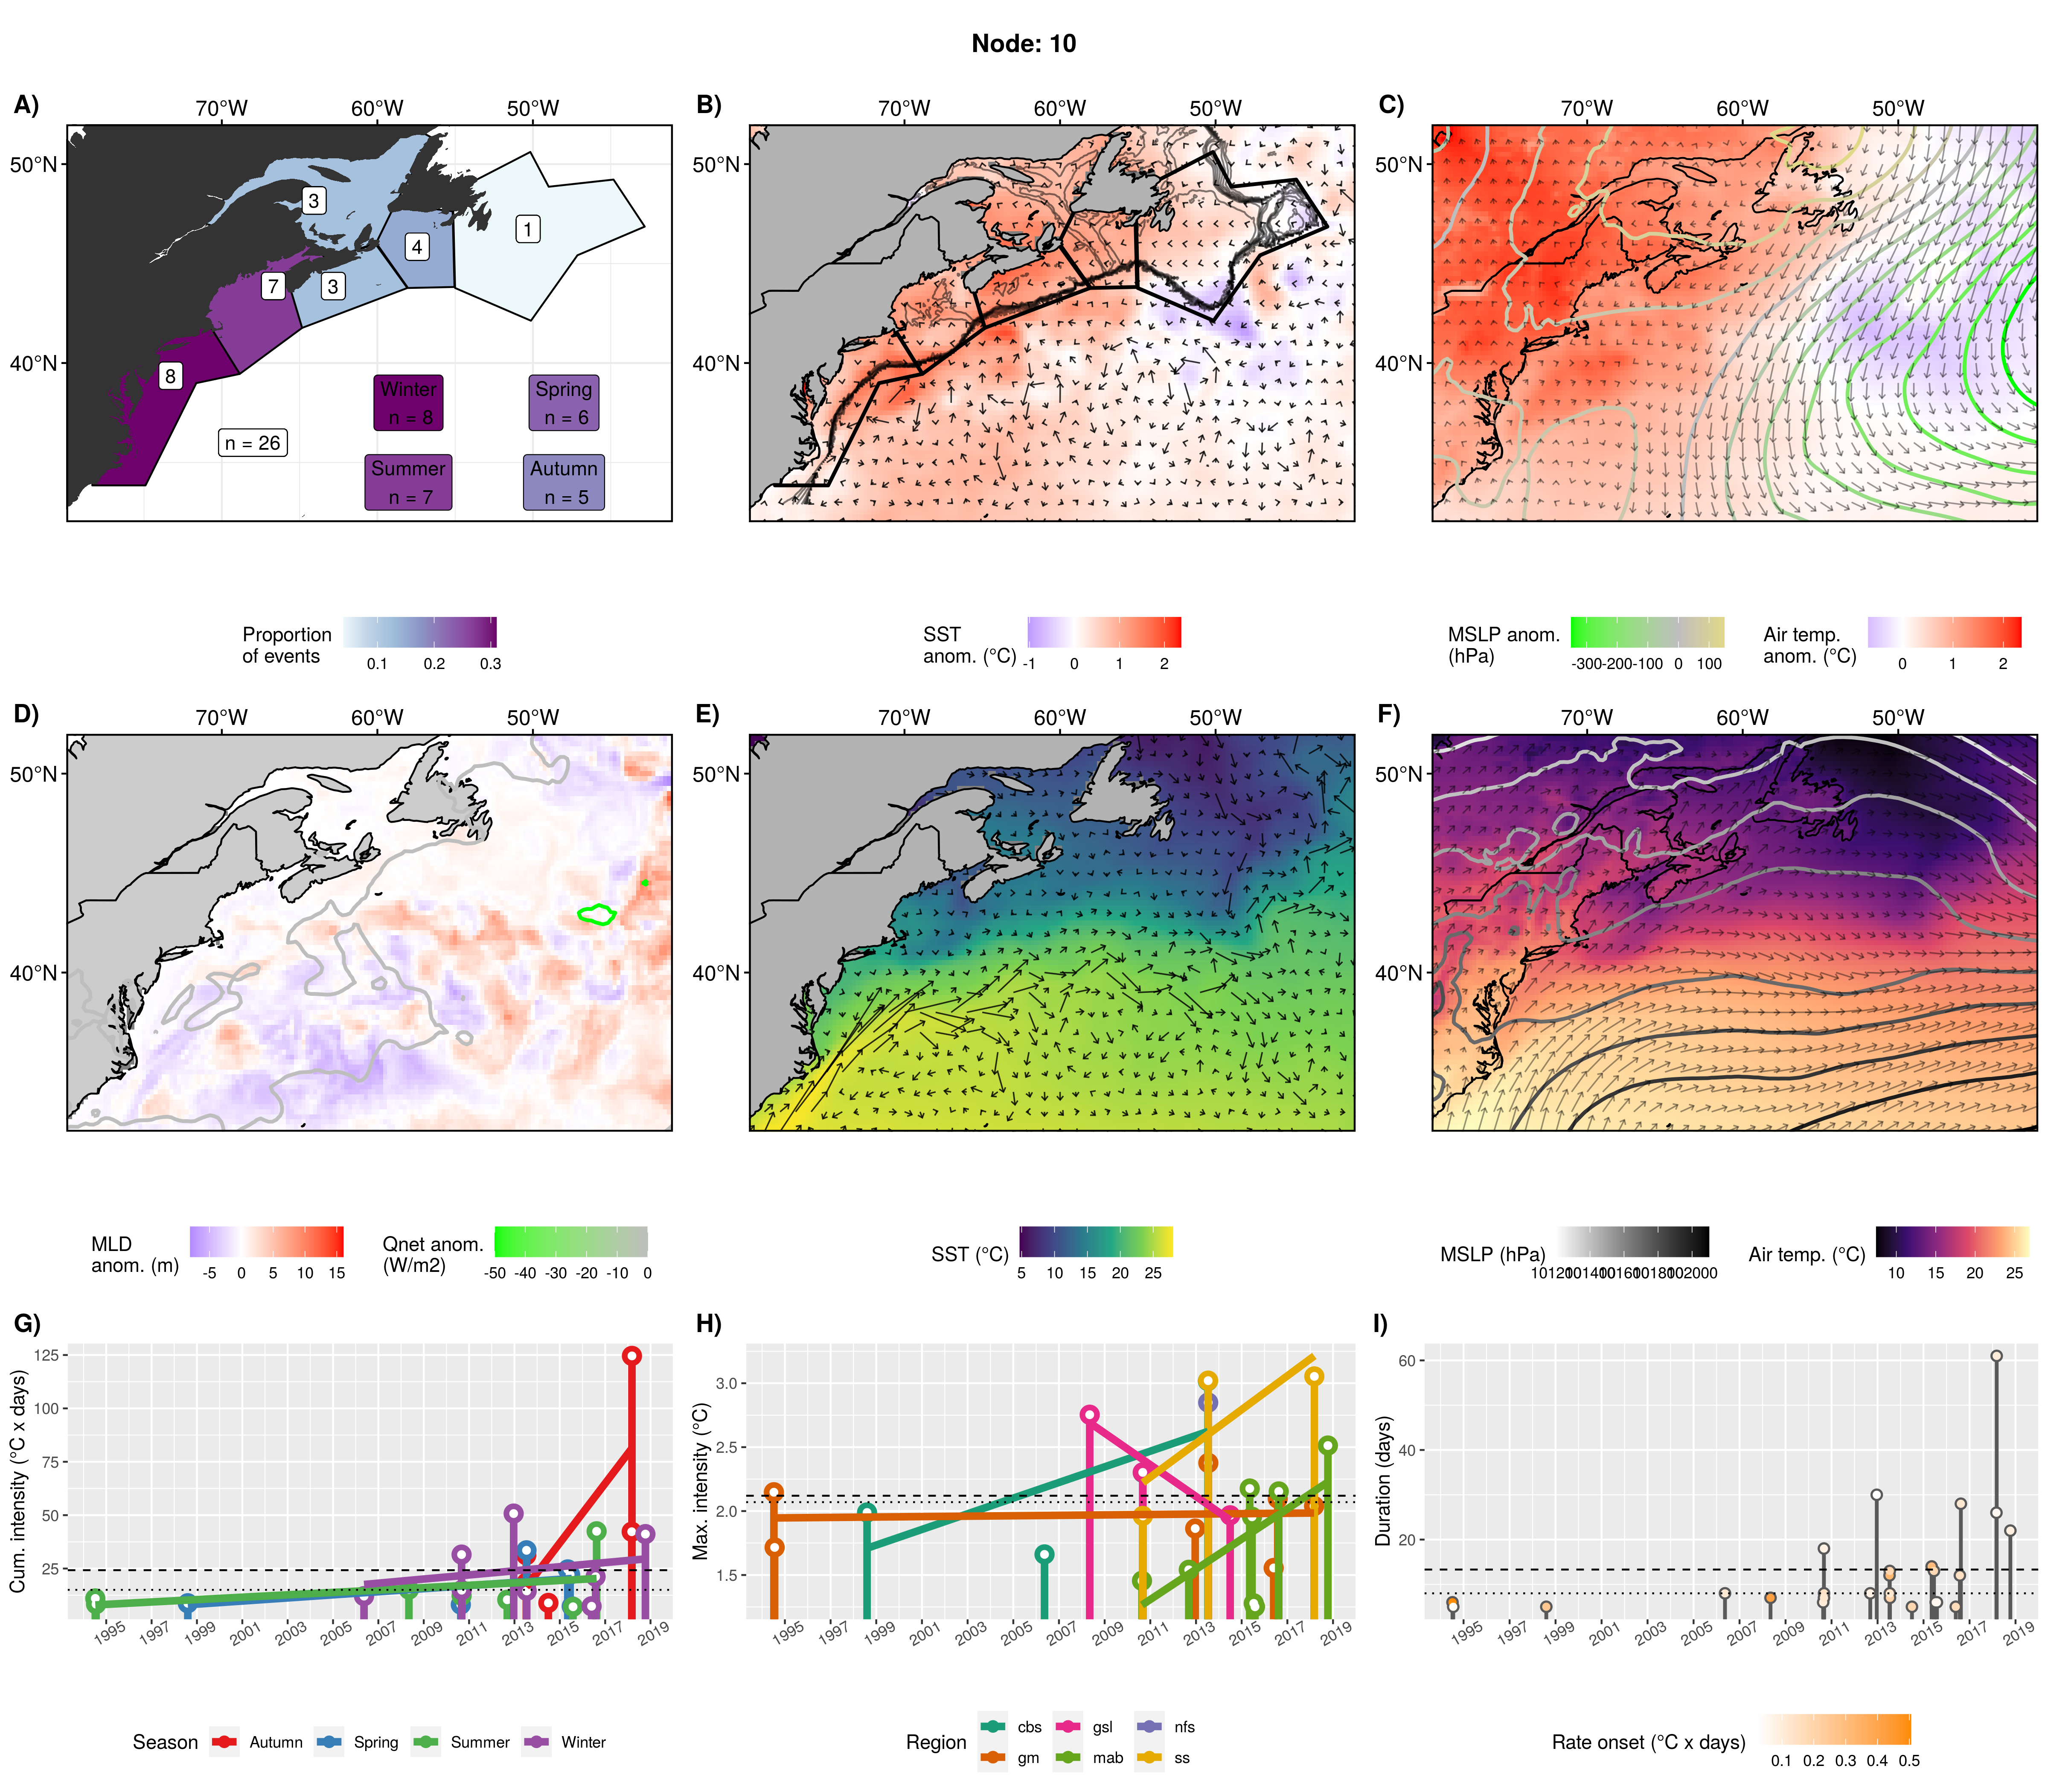 Node: 10
A)
70°W 60°W 50°W
50°N
40°N
3
4
1
7
3
8
n = 26
Winter
n = 8
Spring
n = 6
Summer
n = 7
Autumn
n = 5
Proportion
of events
0.1 0.2 0.3
B)
70°W 60°W 50°W
50°N
40°N
SST
anom. (°C)
-1 0 1 2
C)
70°W 60°W 50°W
50°N
40°N
MSLP anom.
(hPa)
-300 -200 -100 0 100
Air temp.
anom. (°C)
0 1 2
D)
70°W 60°W 50°W
50°N
40°N
MLD
anom. (m)
-5 0 5 10 15
Qnet anom.
(W/m2)
-50 -40 -30 -20 -10 0
E)
70°W 60°W 50°W
50°N
40°N
SST (°C)
5 10 15 20 25
F)
70°W 60°W 50°W
50°N
40°N
MSLP (hPa)
Air temp. (°C)
10 15 20 25
G)
Cum. intensity (°C x days)
125
100
75
50
25
1995 1997 1999 2001 2003 2005 2007 2009 2011 2013 2015 2017 2019
Season
Autumn
Spring
Summer
Winter
H)
Max. intensity (°C)
3.0
2.5
2.0
1.5
1995 1997 1999 2001 2003 2005 2007 2009 2011 2013 2015 2017 2019
Region
cbs
gsl
nfs
gm
mab
ss
I)
Duration (days)
60
40
20
1995 1997 1999 2001 2003 2005 2007 2009 2011 2013 2015 2017 2019
Rate onset (°C x days)
0.1 0.2 0.3 0.4 0.5